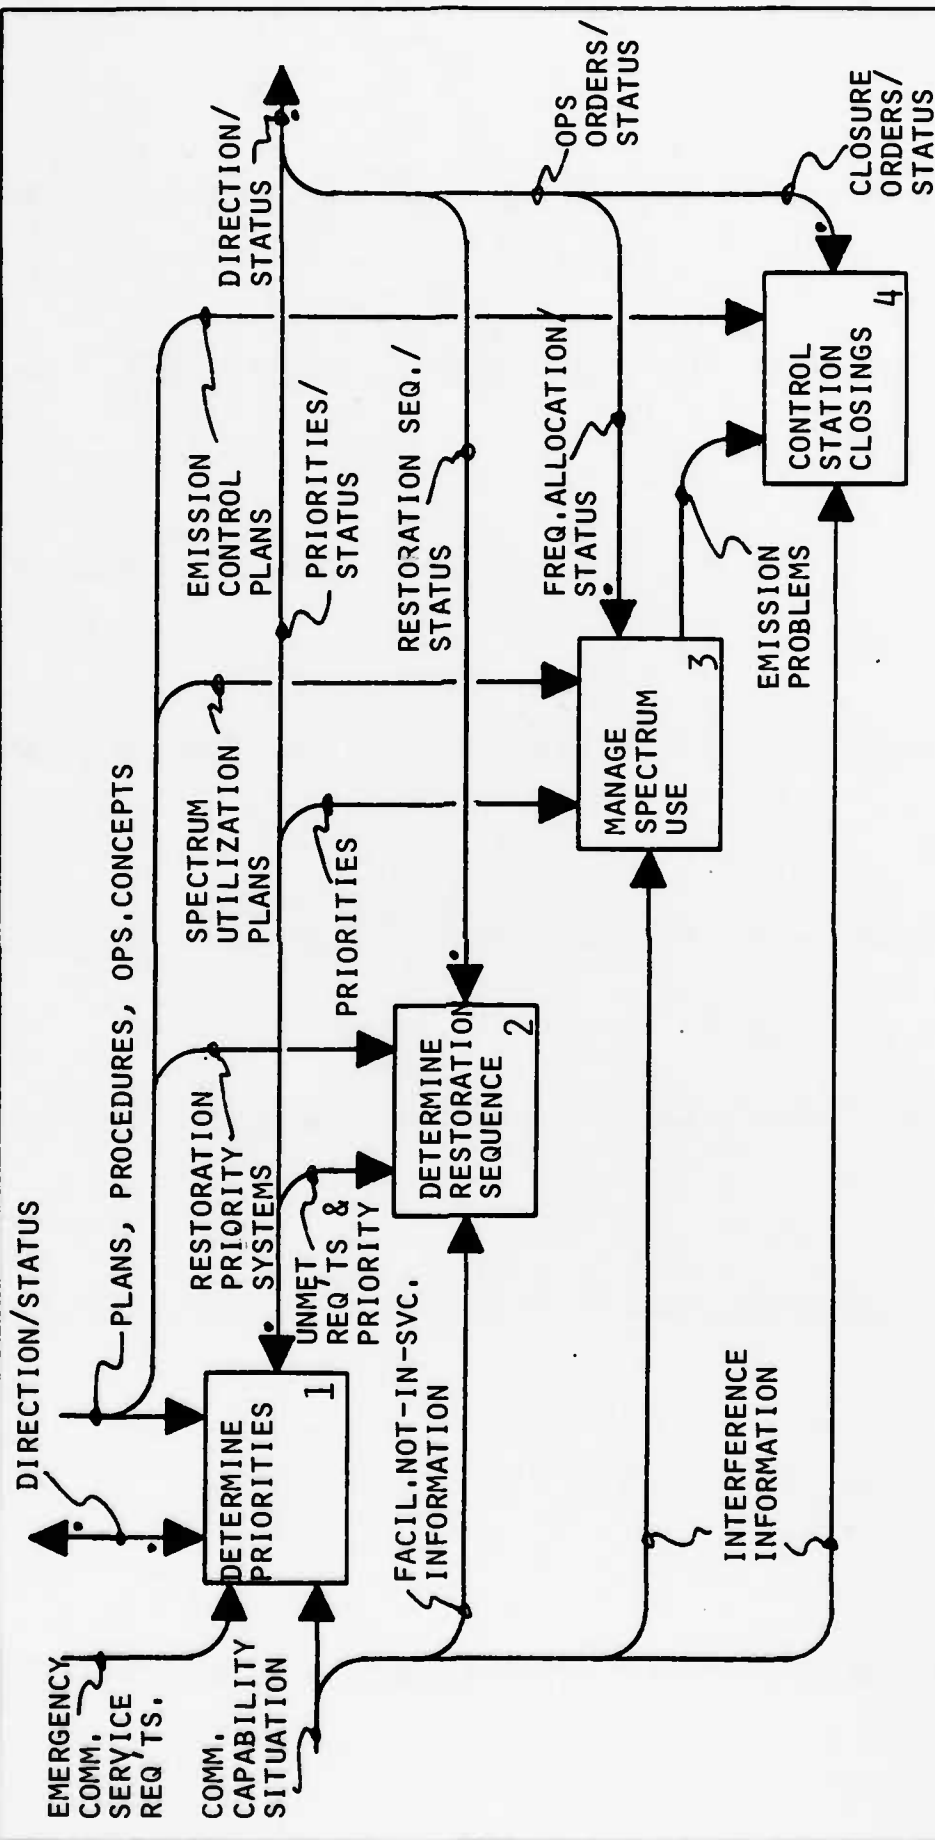 DIRECTION/STATUS
PLANS, PROCEDURES, OPS.CONCEPTS
EMERGENCY
COMM.
SERVICE
REQ'TS.
COMM.
CAPABILITY
SITUATION
DETERMINE
PRIORITIES
1
RESTORATION
PRIORITY
SYSTEMS
UNMET
REQ'TS &
PRIORITY
SPECTRUM
UTILIZATION
PLANS
PRIORITIES
EMISSION
CONTROL
PLANS
PRIORITIES/
STATUS
DIRECTION/
STATUS
FACIL.NOT-IN-SVC.
INFORMATION
DETERMINE
RESTORATION
SEQUENCE
2
RESTORATION SEQ./
STATUS
OPS
ORDERS/
STATUS
FREQ.ALLOCATION/
STATUS
MANAGE
SPECTRUM
USE
3
INTERFERENCE
INFORMATION
EMISSION
PROBLEMS
CONTROL
STATION
CLOSINGS
4
CLOSURE
ORDERS/
STATUS